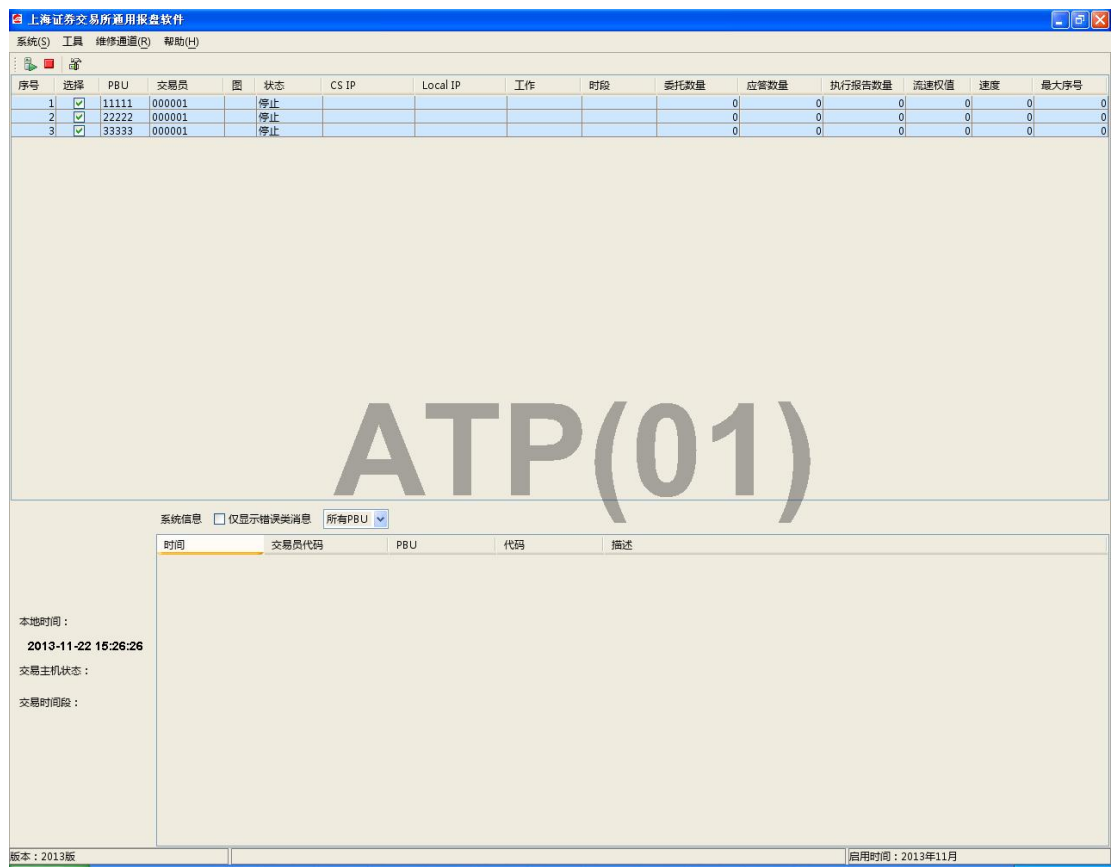 上海证券交易所通用报盘软件
系统(S) 工具 维修通道(R) 帮助(H)
序号 选择 PBU 交易员 图 状态 CS IP Local IP 工作 时段 委托数量 应答数量 执行报告数量 流速权值 速度 最大序号
1 11111 000001 停止 0 0 0 0 0 0
2 22222 000001 停止 0 0 0 0 0 0
3 33333 000001 停止 0 0 0 0 0 0
ATP(01)
系统信息 仅显示错误类消息 所有PBU
时间 交易员代码 PBU 代码 描述
本地时间：
2013-11-22 15:26:26
交易主机状态：
交易时间段：
版本：2013版 启用时间：2013年11月